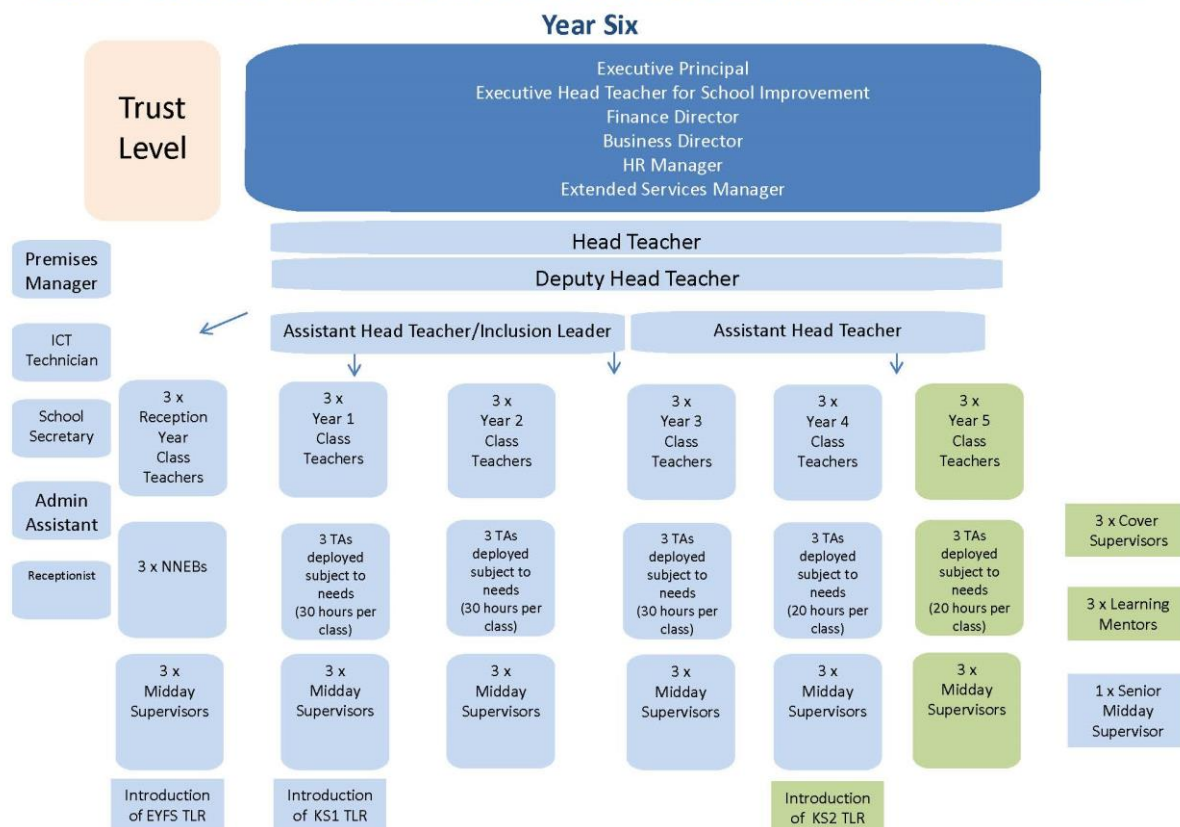 Year Six
Trust
Level
Executive Principal
Executive Head Teacher for School Improvement
Finance Director
Business Director
HR Manager
Extended Services Manager
Head Teacher
Deputy Head Teacher
Premises
Manager
ICT
Technician
School
Secretary
Admin
Assistant
Receptionist
Assistant Head Teacher/Inclusion Leader
Assistant Head Teacher
3 x
Reception
Year
Class
Teachers
3 x
Year 1
Class
Teachers
3 x
Year 2
Class
Teachers
3 x
Year 3
Class
Teachers
3 x
Year 4
Class
Teachers
3 x
Year 5
Class
Teachers
3 x NNEBs
3 TAs
deployed
subject to
needs
(30 hours per
class)
3 TAs
deployed
subject to
needs
(30 hours per
class)
3 TAs
deployed
subject to
needs
(30 hours per
class)
3 TAs
deployed
subject to
needs
(20 hours per
class)
3 TAs
deployed
subject to
needs
(20 hours per
class)
3 x Cover
Supervisors
3 x Learning
Mentors
1 x Senior
Midday
Supervisor
3 x
Midday
Supervisors
3 x
Midday
Supervisors
3 x
Midday
Supervisors
3 x
Midday
Supervisors
3 x
Midday
Supervisors
3 x
Midday
Supervisors
Introduction
of EYFS TLR
Introduction
of KS1 TLR
Introduction
of KS2 TLR